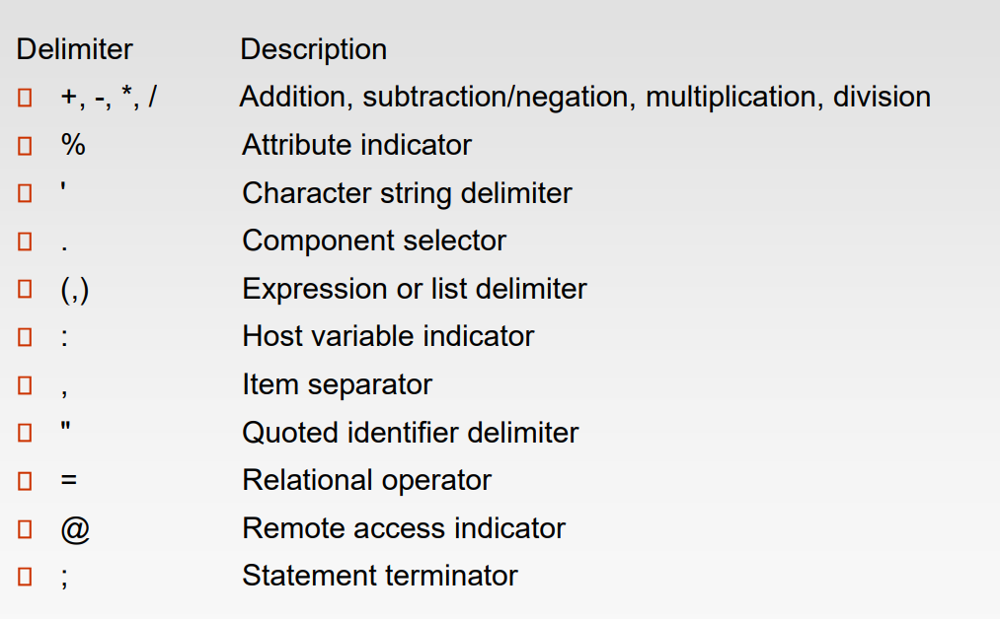 Delimiter Description
+, -, *, / Addition, subtraction/negation, multiplication, division
% Attribute indicator
' Character string delimiter
. Component selector
(,) Expression or list delimiter
: Host variable indicator
, Item separator
" Quoted identifier delimiter
= Relational operator
@ Remote access indicator
; Statement terminator